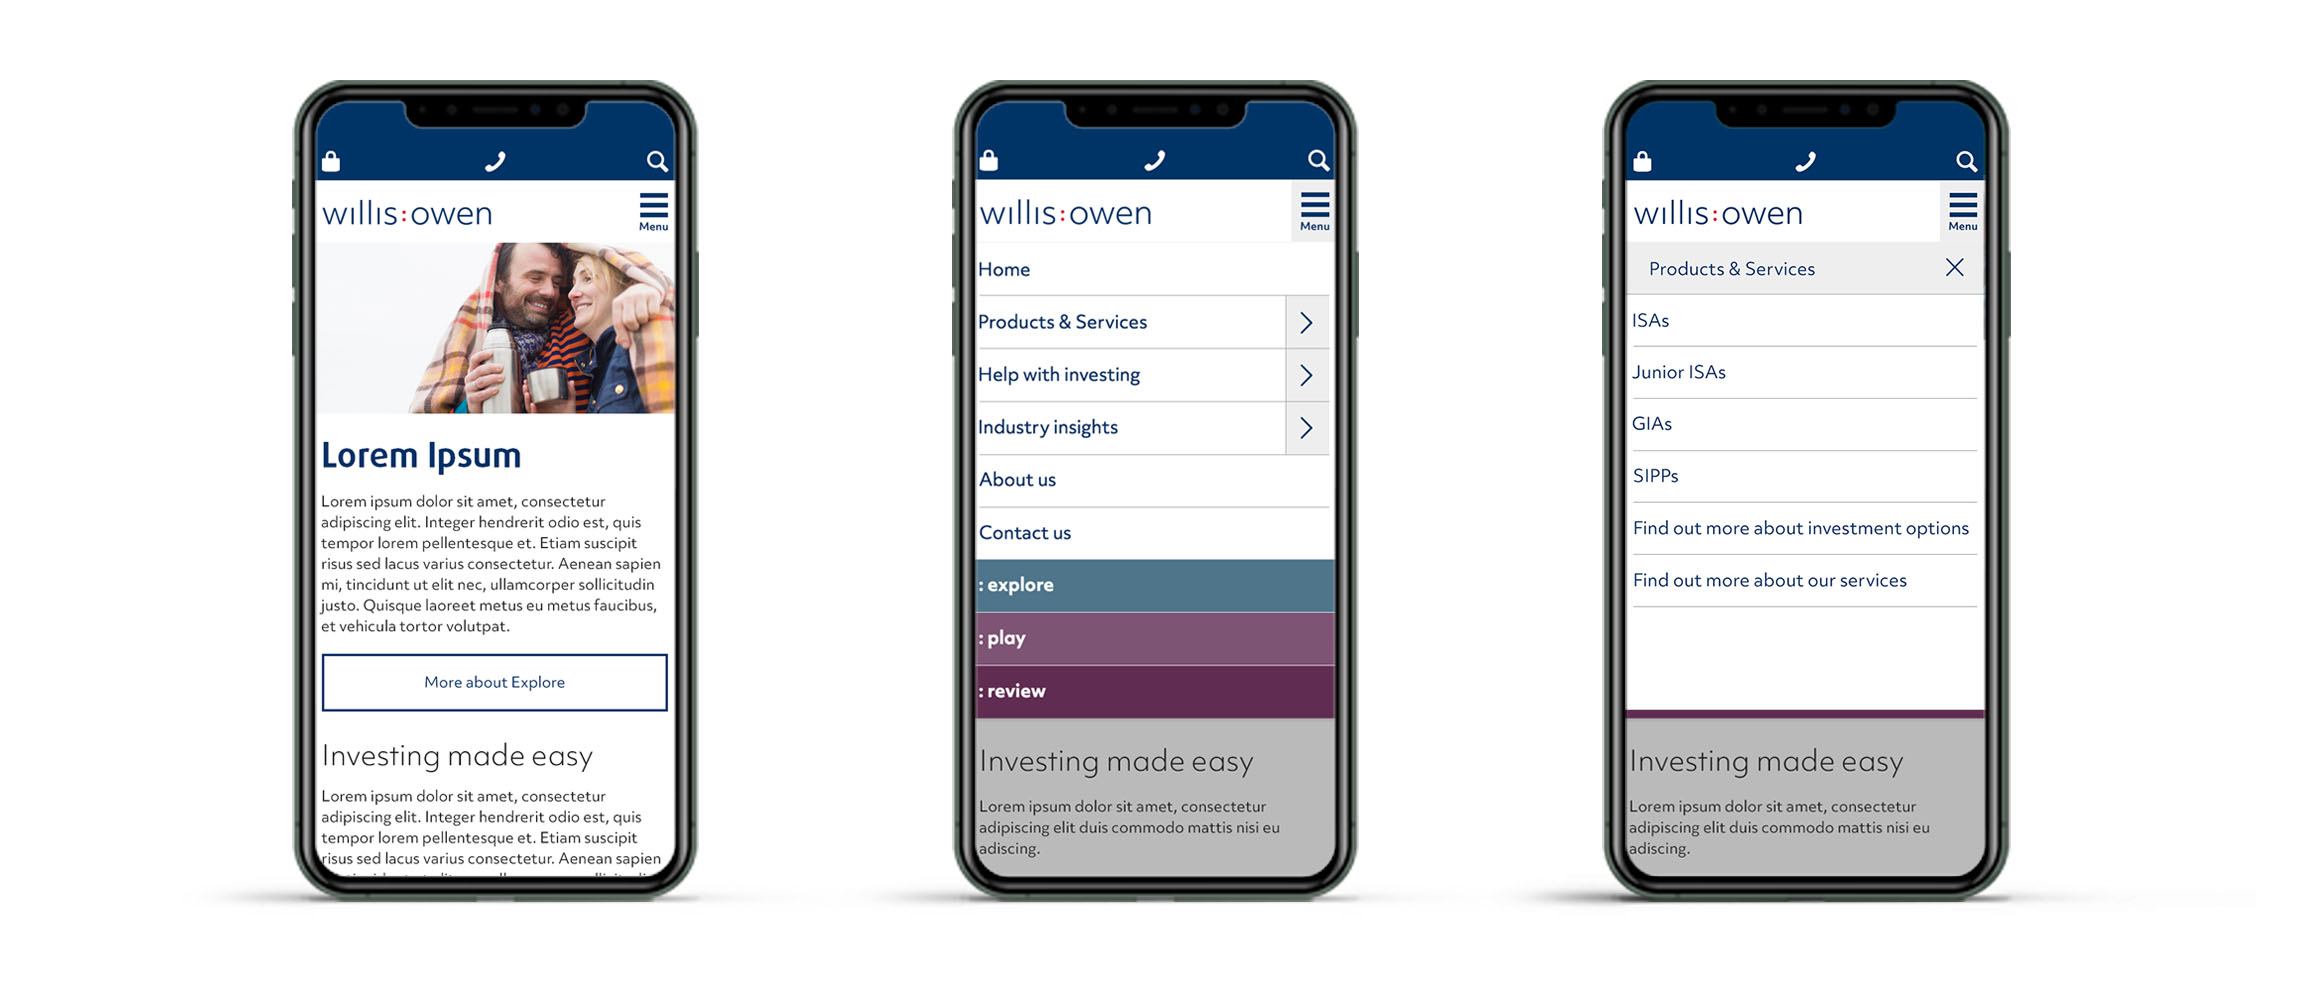 willis:owen
Menu
Lorem Ipsum
Lorem ipsum dolor sit amet, consectetur
adipiscing elit. Integer hendrerit odio est, quis
tempor lorem pellentesque et. Etiam suscipit
risus sed lacus varius consectetur. Aenean sapien
mi, tincidunt ut elit nec, ullamcorper sollicitudin
justo. Quisque laoreet metus eu metus faucibus,
et vehicula tortor volutpat.
More about Explore
Investing made easy
Lorem ipsum dolor sit amet, consectetur
adipiscing elit. Integer hendrerit odio est, quis
tempor lorem pellentesque et. Etiam suscipit
risus sed lacus varius consectetur. Aenean sapien
willis:owen
Menu
Home
Products & Services
Help with investing
Industry insights
About us
Contact us
: explore
: play
: review
Investing made easy
Lorem ipsum dolor sit amet, consectetur
adipiscing elit duis commodo mattis nisi eu
adiscing.
willis:owen
Menu
Products & Services
ISAs
Junior ISAs
GIAs
SIPPs
Find out more about investment options
Find out more about our services
Investing made easy
Lorem ipsum dolor sit amet, consectetur
adipiscing elit duis commodo mattis nisi eu
adiscing.